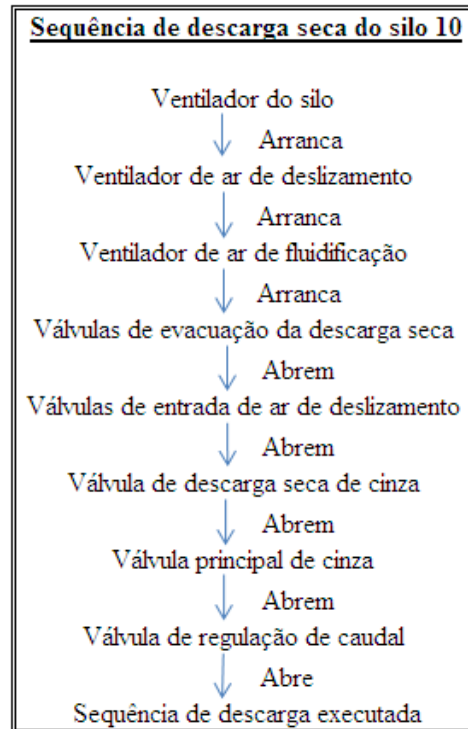 Sequência de descarga seca do silo 10
Ventilador do silo
Arranca
Ventilador de ar de deslizamento
Arranca
Ventilador de ar de fluidificação
Arranca
Válvulas de evacuação da descarga seca
Abrem
Válvulas de entrada de ar de deslizamento
Abrem
Válvula de descarga seca de cinza
Abrem
Válvula principal de cinza
Abrem
Válvula de regulação de caudal
Abre
Sequência de descarga executada